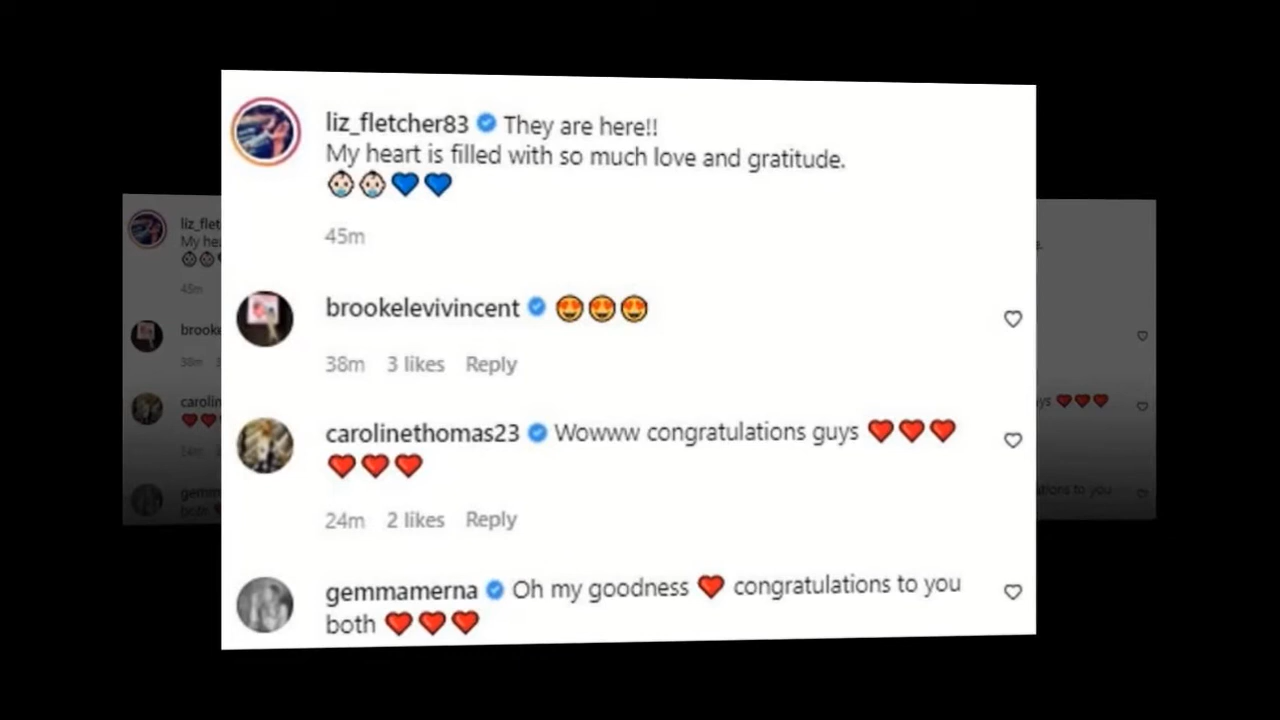 liz_fletcher83 They are here!!
My heart is filled with so much love and gratitude.
👶🏻👶🏻💙💙
45m
brookelevivincent 😍😍😍
38m 3 likes Reply
carolinethomas23 Wowww congratulations guys ❤️❤️❤️
❤️❤️❤️
24m 2 likes Reply
gemmamerna Oh my goodness ❤️ congratulations to you
both ❤️❤️❤️